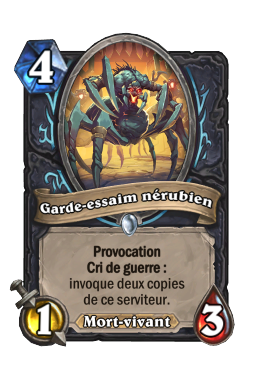 4
Garde-essaim nérubien
Provocation
Cri de guerre :
invoque deux copies
de ce serviteur.
1
Mort-vivant
3